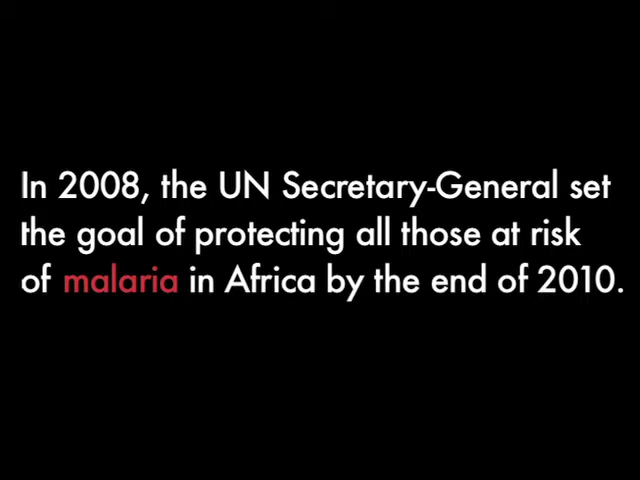 In 2008, the UN Secretary-General set
the goal of protecting all those at risk
of malaria in Africa by the end of 2010.